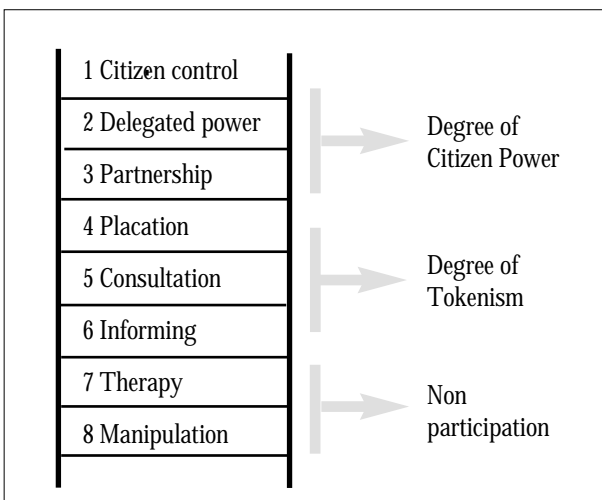 1 Citizen control
2 Delegated power
3 Partnership
4 Placation
5 Consultation
6 Informing
7 Therapy
8 Manipulation
Degree of
Citizen Power
Degree of
Tokenism
Non
participation